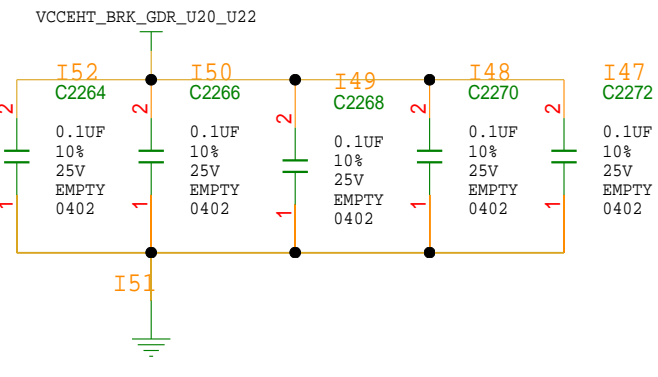 VCCEHT_BRK_GDR_U20_U22
I52
C2264
2
0.1UF
10%
25V
EMPTY
0402
1
I50
C2266
2
0.1UF
10%
25V
EMPTY
0402
1
I49
C2268
2
0.1UF
10%
25V
EMPTY
0402
1
I48
C2270
2
0.1UF
10%
25V
EMPTY
0402
1
I47
C2272
2
0.1UF
10%
25V
EMPTY
0402
1
I51